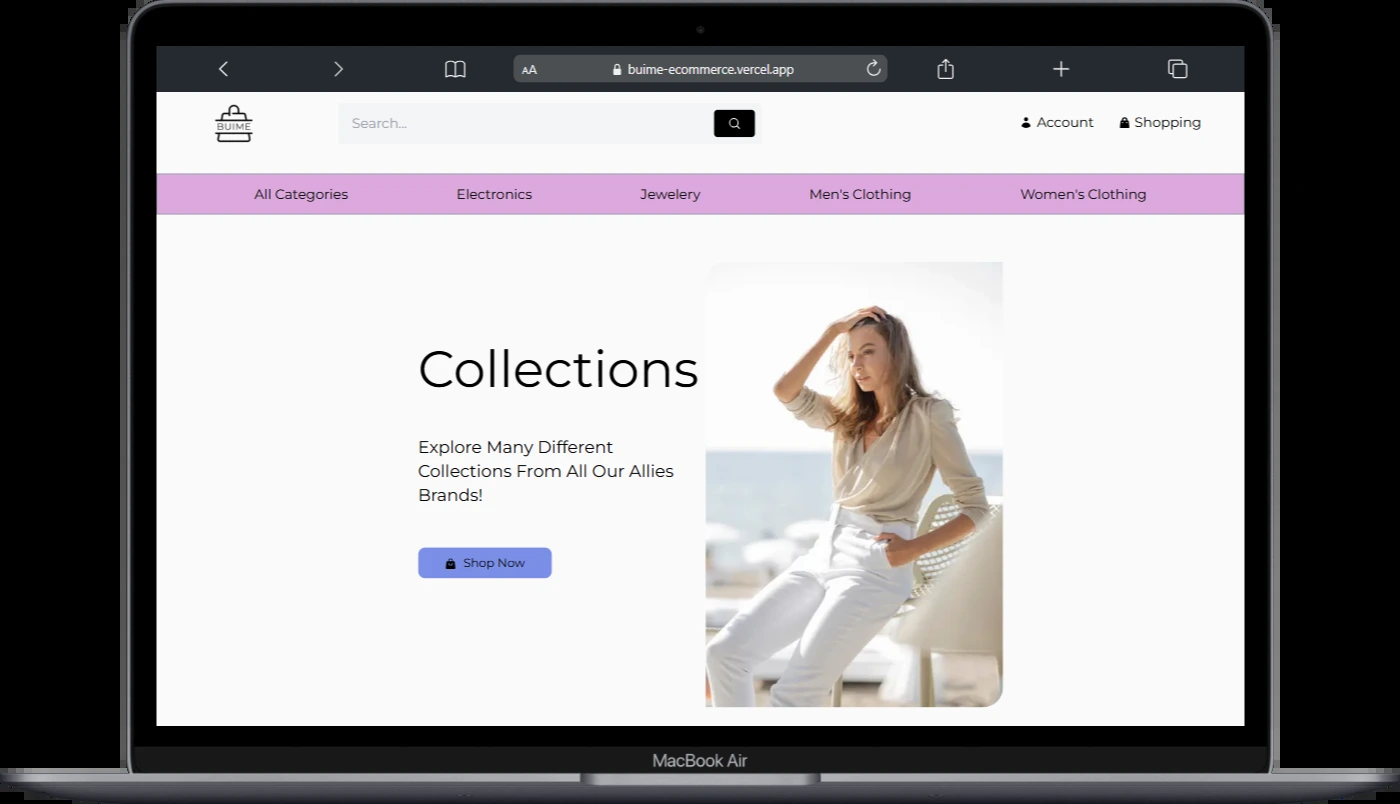 AA buime-ecommerce.vercel.app
BUIME
Search...
Account
Shopping
All Categories
Electronics
Jewelery
Men's Clothing
Women's Clothing
Collections
Explore Many Different
Collections From All Our Allies
Brands!
Shop Now
MacBook Air